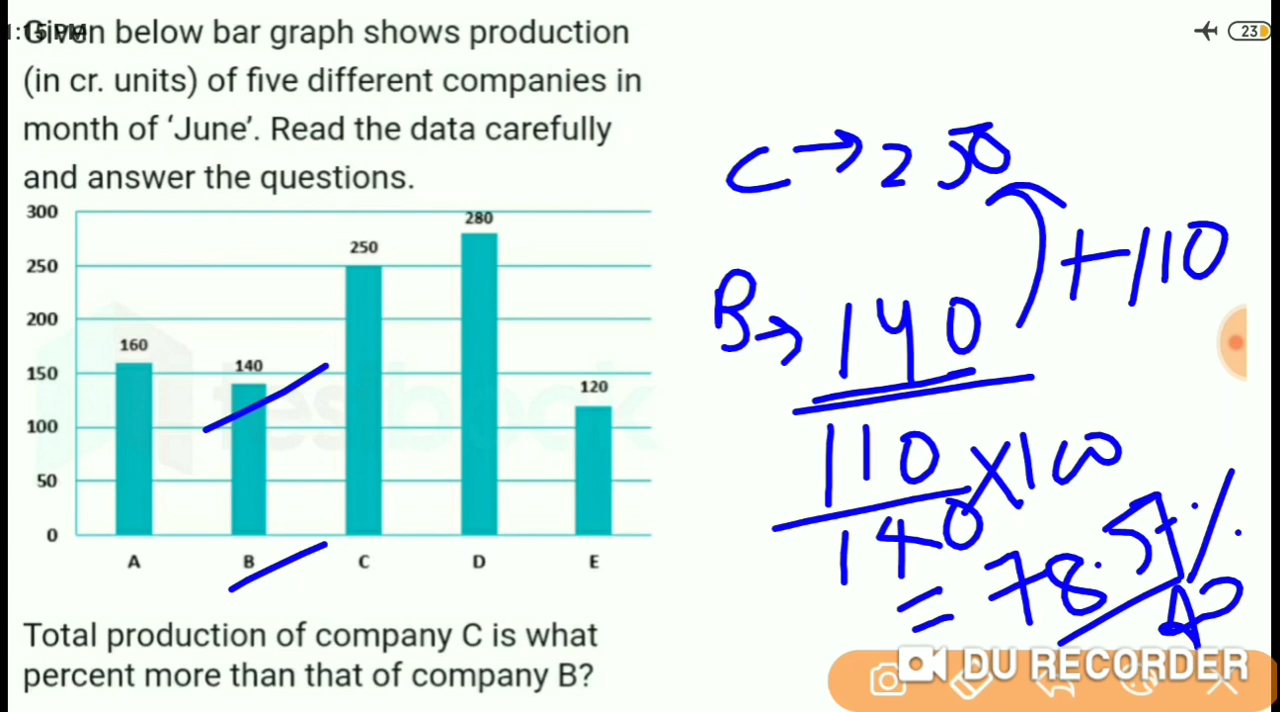 1:15 PM
23
Given below bar graph shows production
(in cr. units) of five different companies in
month of ‘June’. Read the data carefully
and answer the questions.
300
250
200
150
100
50
0
160
140
250
280
120
A B C D E
testbook
Total production of company C is what
percent more than that of company B?
C → 250
+110
B → 140
110 × 100
140
= 78.57%
DU RECORDER